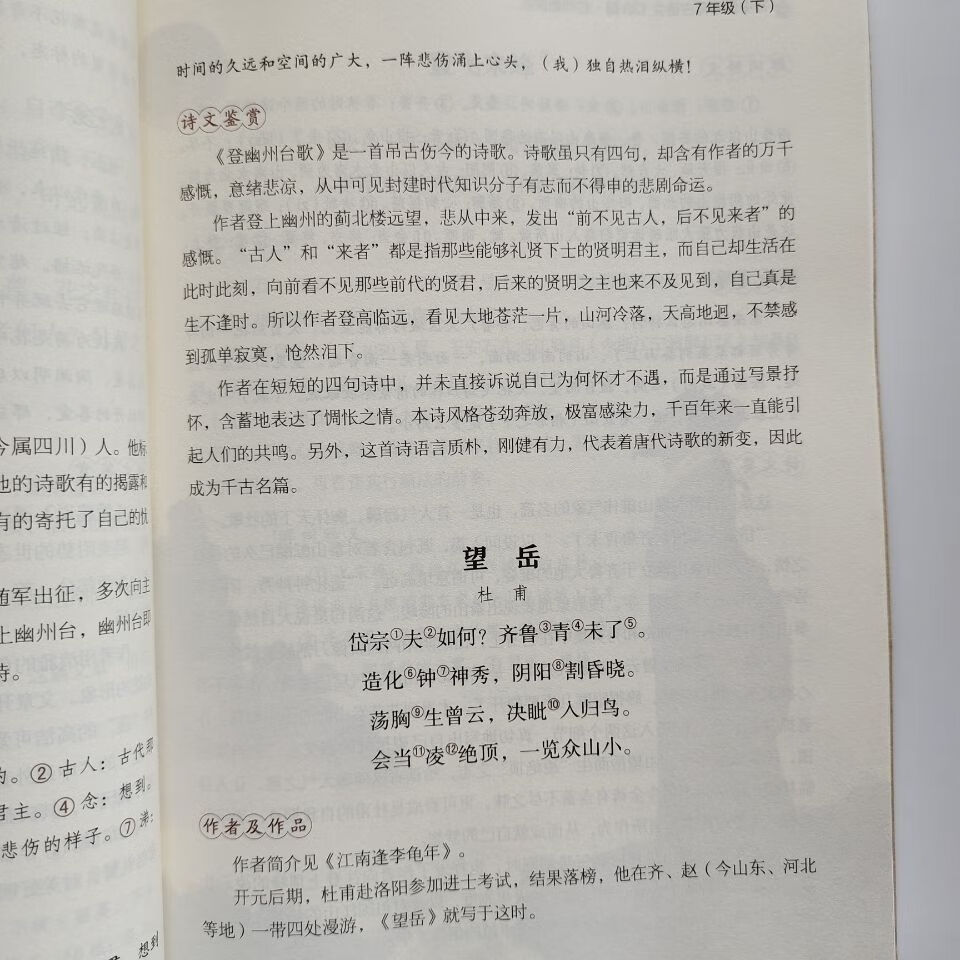 7年级（下）
时间的久远和空间的广大，一阵悲伤涌上心头，（我）独自热泪纵横！
诗文鉴赏
《登幽州台歌》是一首吊古伤今的诗歌。诗歌虽只有四句，却含有作者的万千
感慨，意绪悲凉，从中可见封建时代知识分子有志而不得申的悲剧命运。
作者登上幽州的蓟北楼远望，悲从中来，发出“前不见古人，后不见来者”的
感慨。“古人”和“来者”都是指那些能够礼贤下士的贤明君主，而自己却生活在
此时此刻，向前看不见那些前代的贤君，后来的贤明之主也来不及见到，自己真是
生不逢时。所以作者登高临远，看见大地苍茫一片，山河冷落，天高地迥，不禁感
到孤单寂寞，怆然泪下。
作者在短短的四句诗中，并未直接诉说自己为何怀才不遇，而是通过写景抒
怀，含蓄地表达了惆怅之情。本诗风格苍劲奔放，极富感染力，千百年来一直能引
起人们的共鸣。另外，这首诗语言质朴，刚健有力，代表着唐代诗歌的新变，因此
成为千古名篇。
望岳
杜甫
岱宗①夫②如何？齐鲁③青④未了⑤。
造化⑥钟⑦神秀，阴阳⑧割昏晓。
荡胸⑨生曾云，决眦⑩入归鸟。
会当⑪凌⑫绝顶，一览众山小。
作者及作品
作者简介见《江南逢李龟年》。
开元后期，杜甫赴洛阳参加进士考试，结果落榜，他在齐、赵（今山东、河北
等地）一带四处漫游，《望岳》就写于这时。
今属四川）人。他标
也的诗歌有的揭露和
有的寄托了自己的忧
随军出征，多次向主
上幽州台，幽州台即
诗。
的。②古人：古代那
君主。④念：想到。
悲伤的样子。⑦涕：
想到